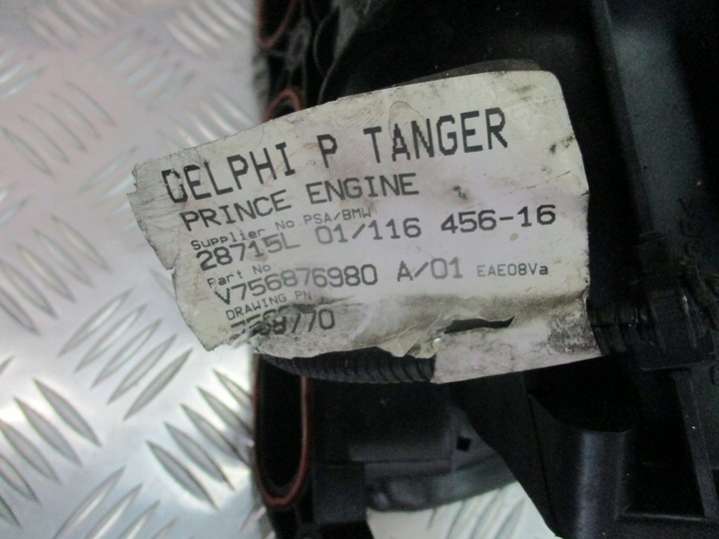 DELPHI P TANGER
PRINCE ENGINE
Supplier No PSA/BMW
28715L 01/116 456-16
Part No
V756876980 A/01 EAE08Va
DRAWING PN